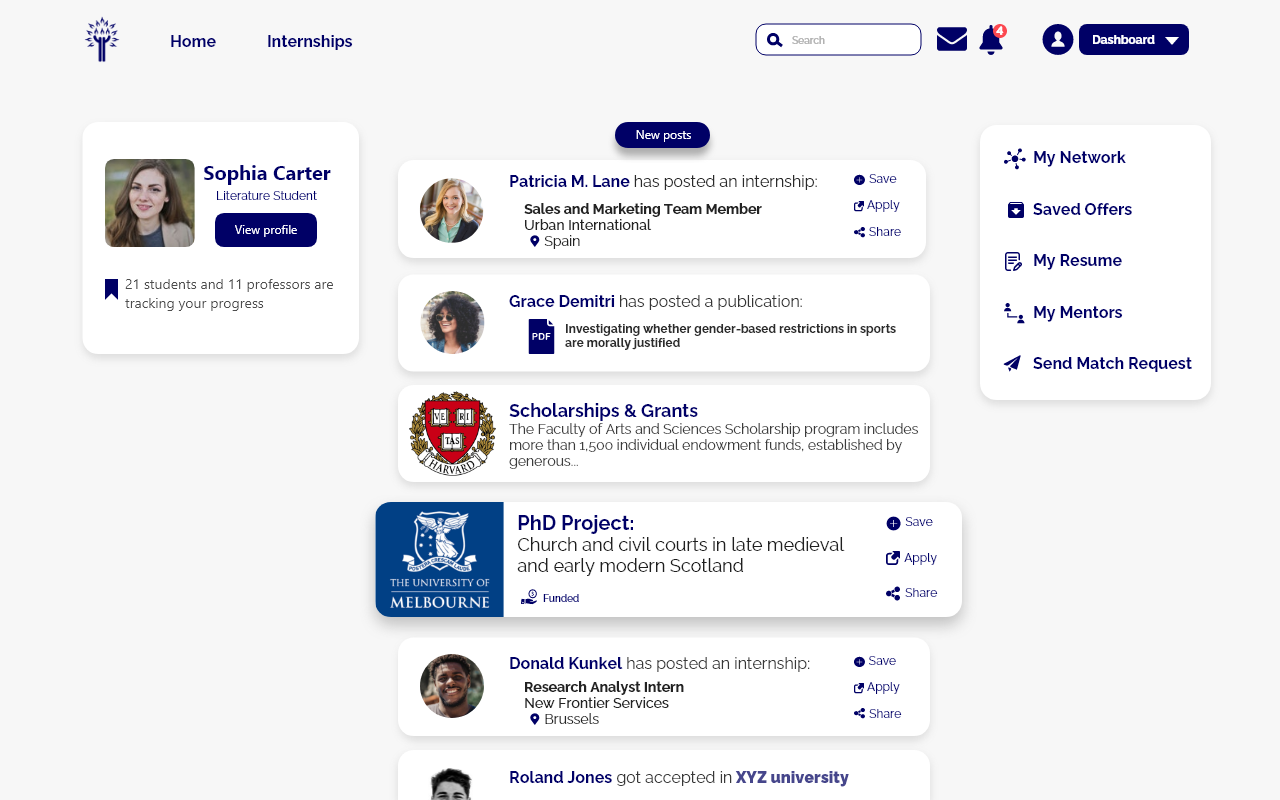 Home
Internships
Search
4
Dashboard
Sophia Carter
Literature Student
View profile
21 students and 11 professors are
tracking your progress
New posts
Patricia M. Lane has posted an internship:
Sales and Marketing Team Member
Urban International
Spain
Save
Apply
Share
Grace Demitri has posted a publication:
PDF
Investigating whether gender-based restrictions in sports
are morally justified
VE RI
TAS
HARVARD
Scholarships & Grants
The Faculty of Arts and Sciences Scholarship program includes
more than 1,500 individual endowment funds, established by
generous...
POSTERA CRESCAM LAUDE
THE UNIVERSITY OF
MELBOURNE
PhD Project:
Church and civil courts in late medieval
and early modern Scotland
Funded
Save
Apply
Share
Donald Kunkel has posted an internship:
Research Analyst Intern
New Frontier Services
Brussels
Save
Apply
Share
Roland Jones got accepted in XYZ university
My Network
Saved Offers
My Resume
My Mentors
Send Match Request